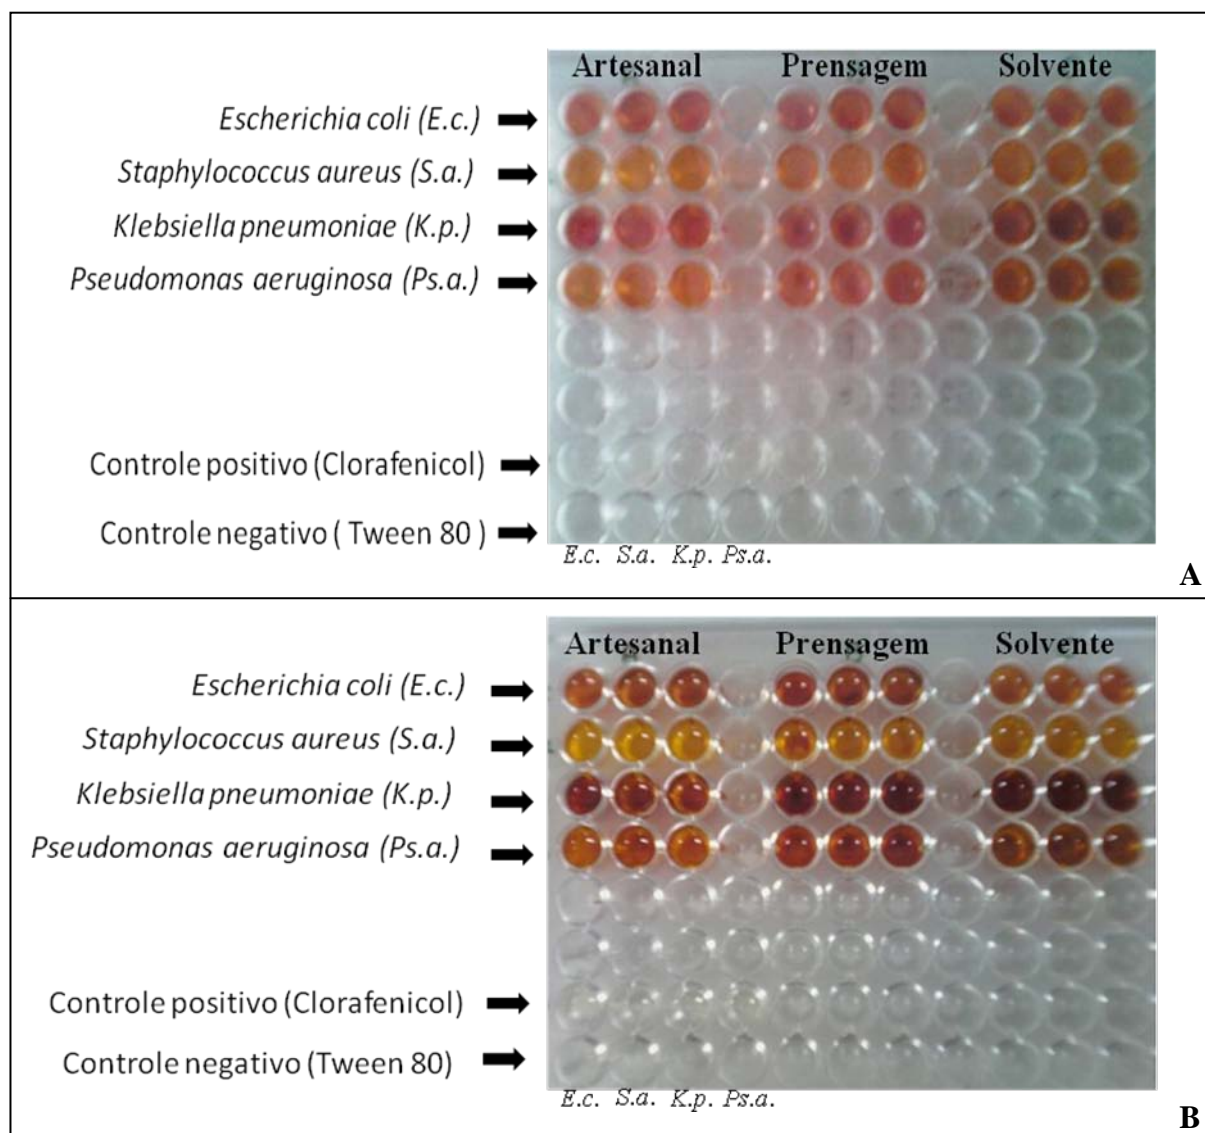 Artesanal Prensagem Solvente
Escherichia coli (E.c.)
Staphylococcus aureus (S.a.)
Klebsiella pneumoniae (K.p.)
Pseudomonas aeruginosa (Ps.a.)
Controle positivo (Clorafenicol)
Controle negativo ( Tween 80 )
E.c. S.a. K.p. Ps.a.
A
Artesanal Prensagem Solvente
Escherichia coli (E.c.)
Staphylococcus aureus (S.a.)
Klebsiella pneumoniae (K.p.)
Pseudomonas aeruginosa (Ps.a.)
Controle positivo (Clorafenicol)
Controle negativo (Tween 80)
E.c. S.a. K.p. Ps.a.
B